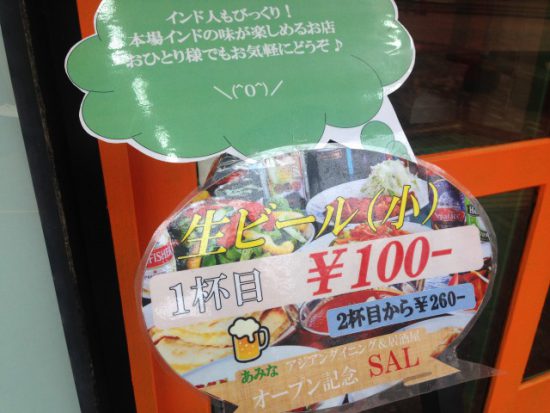 インド人もびっくり!
本場インドの味が楽しめるお店
おひとり様でもお気軽にどうぞ♪
\(^o^)/
生ビール(小)
1杯目 ¥100-
2杯目から¥260-
アジアンダイニング&居酒屋
あみな SAL
オープン記念